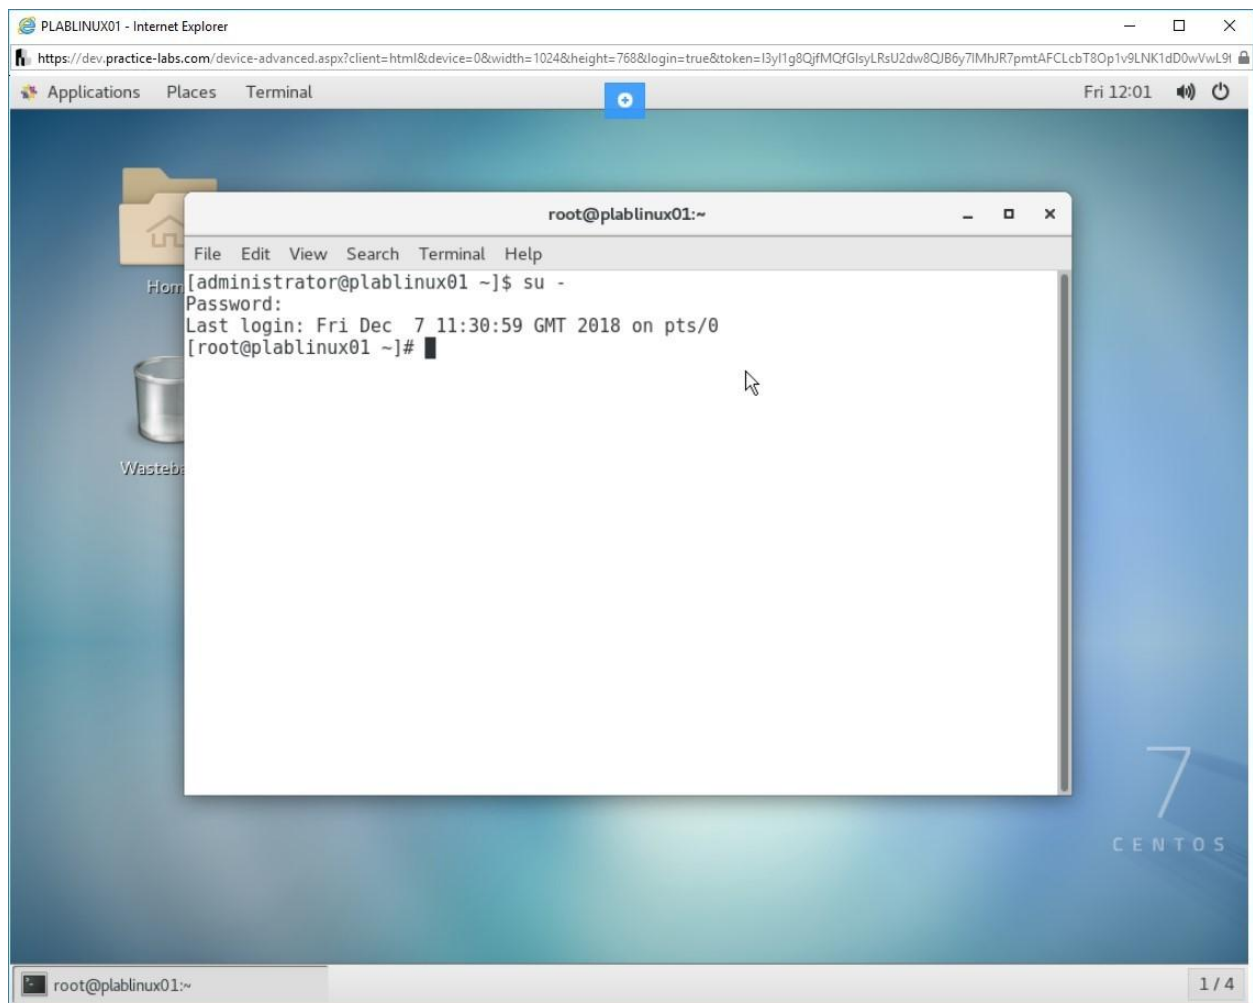 PLABLINUX01 - Internet Explorer
Applications Places Terminal Fri 12:01
root@plablinux01:~
File Edit View Search Terminal Help
[administrator@plablinux01 ~]$ su -
Password:
Last login: Fri Dec  7 11:30:59 GMT 2018 on pts/0
[root@plablinux01 ~]#
Hom
Wasteb
7
CENTOS
root@plablinux01:~
1 / 4